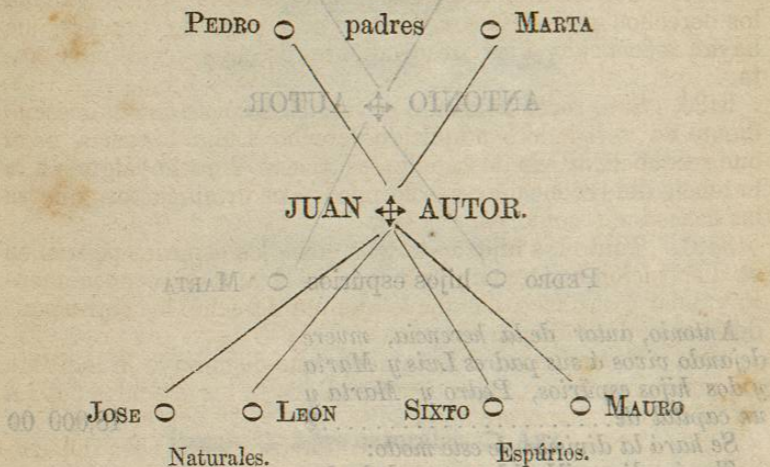 PEDRO padres MARTA
JUAN AUTOR.
JOSE LEON SIXTO MAURO
Naturales. Espúrios.